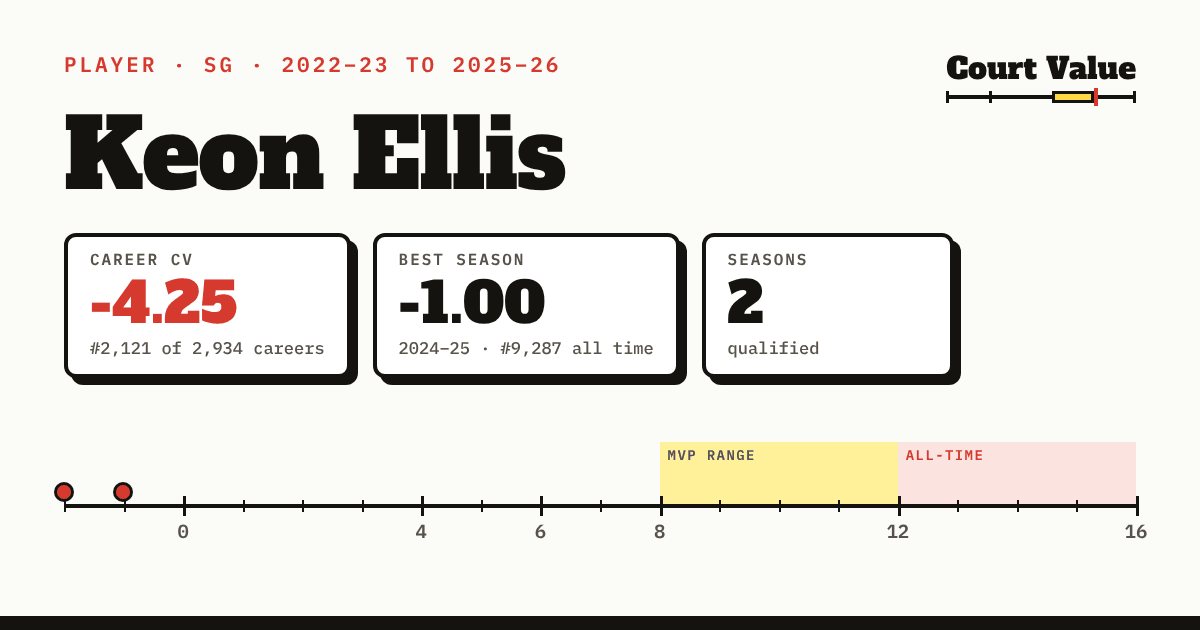 PLAYER · SG · 2022–23 TO 2025–26
Court Value
Keon Ellis
CAREER CV
-4.25
#2,121 of 2,934 careers
BEST SEASON
-1.00
2024–25 · #9,287 all time
SEASONS
2
qualified
MVP RANGE
ALL-TIME
0 4 6 8 12 16